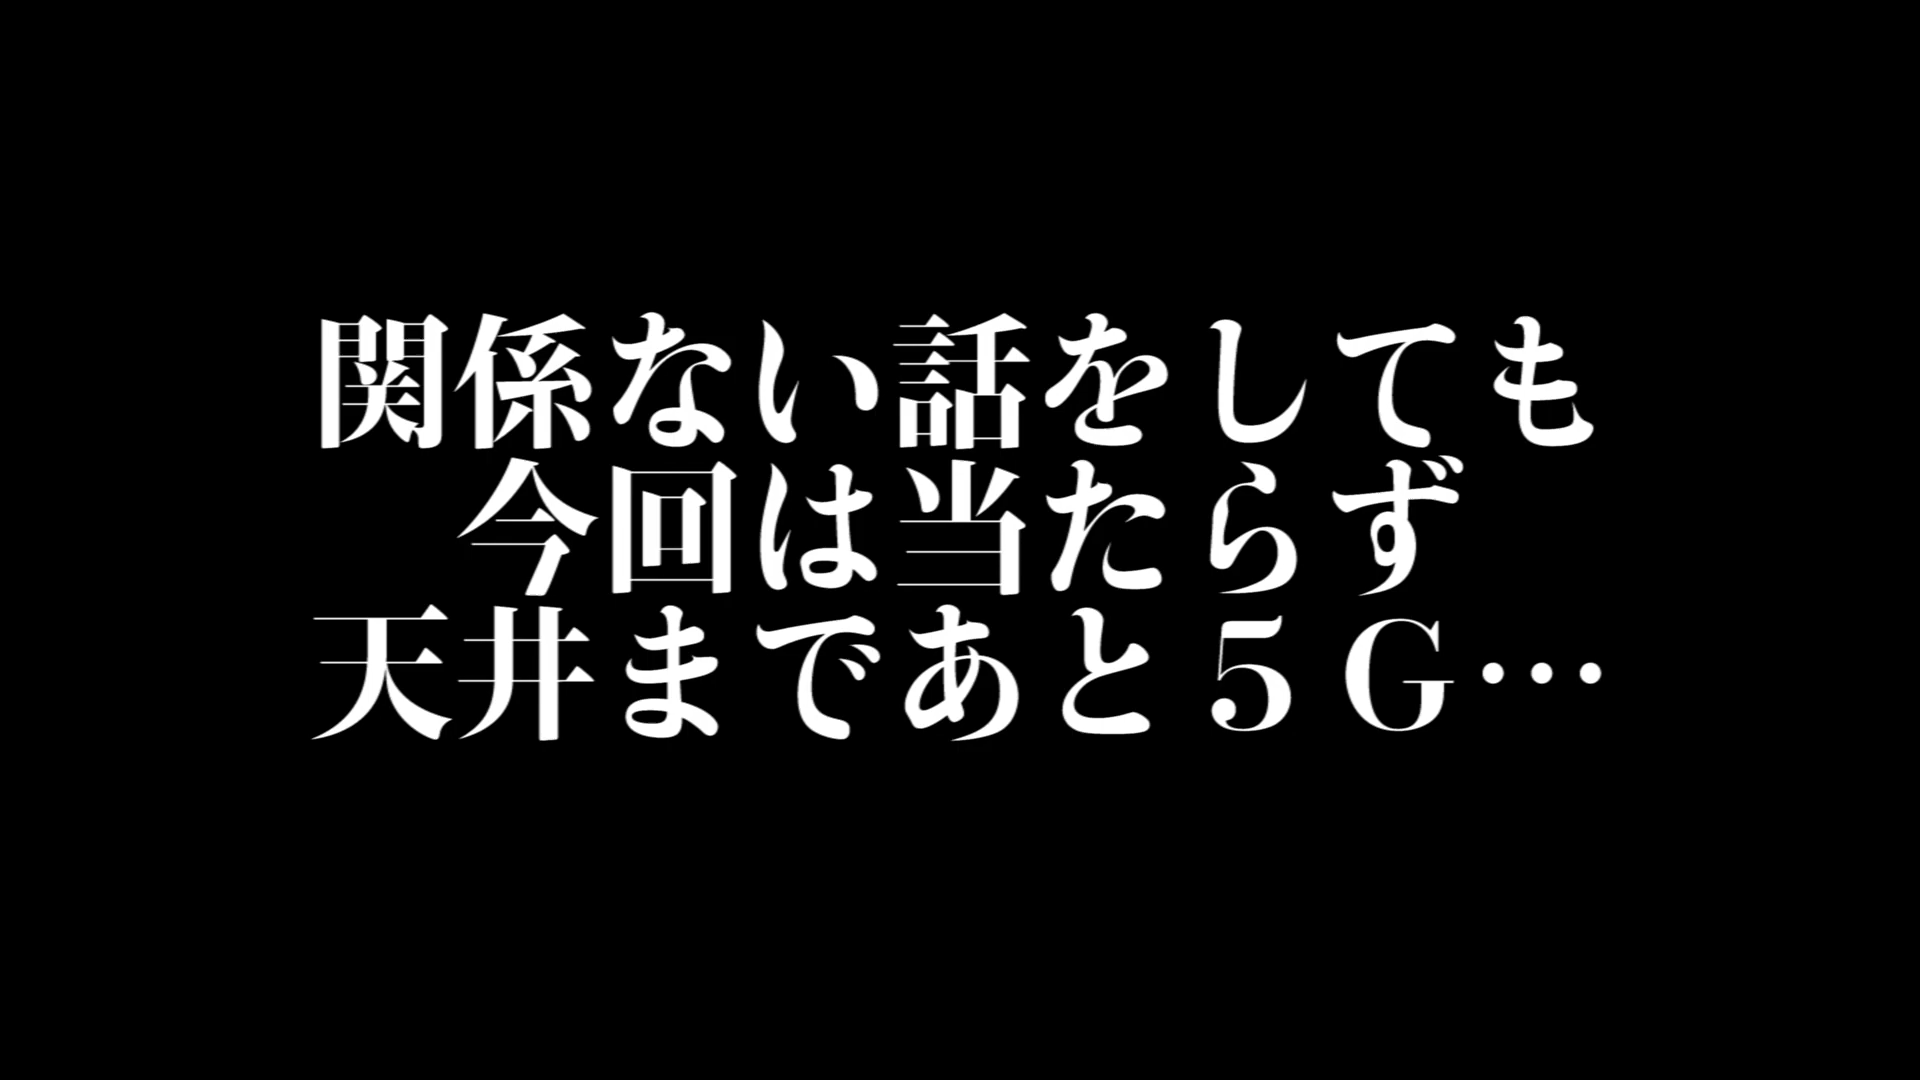 関係ない話をしても
今回は当たらず
天井まであと５Ｇ…